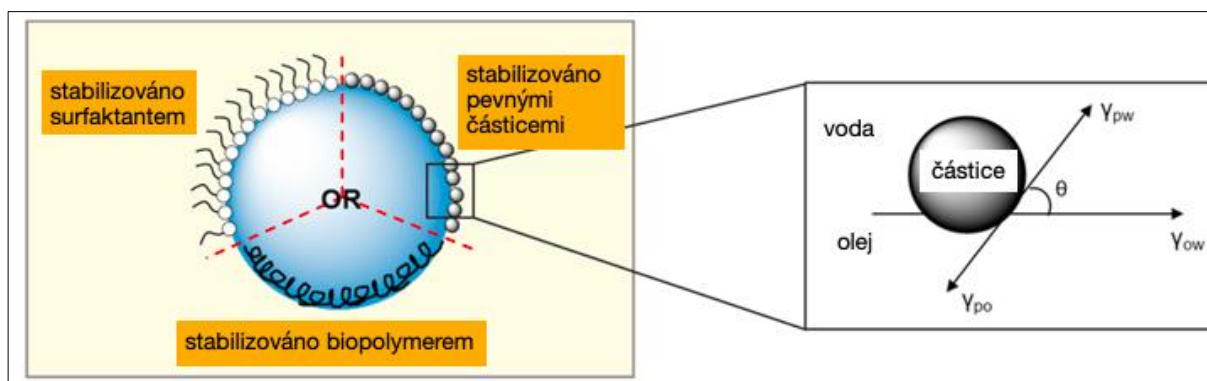 stabilizováno
surfaktantem
stabilizováno
pevnými
částicemi
OR
stabilizováno biopolymerem
voda
částice
olej
γpw
θ
γow
γpo